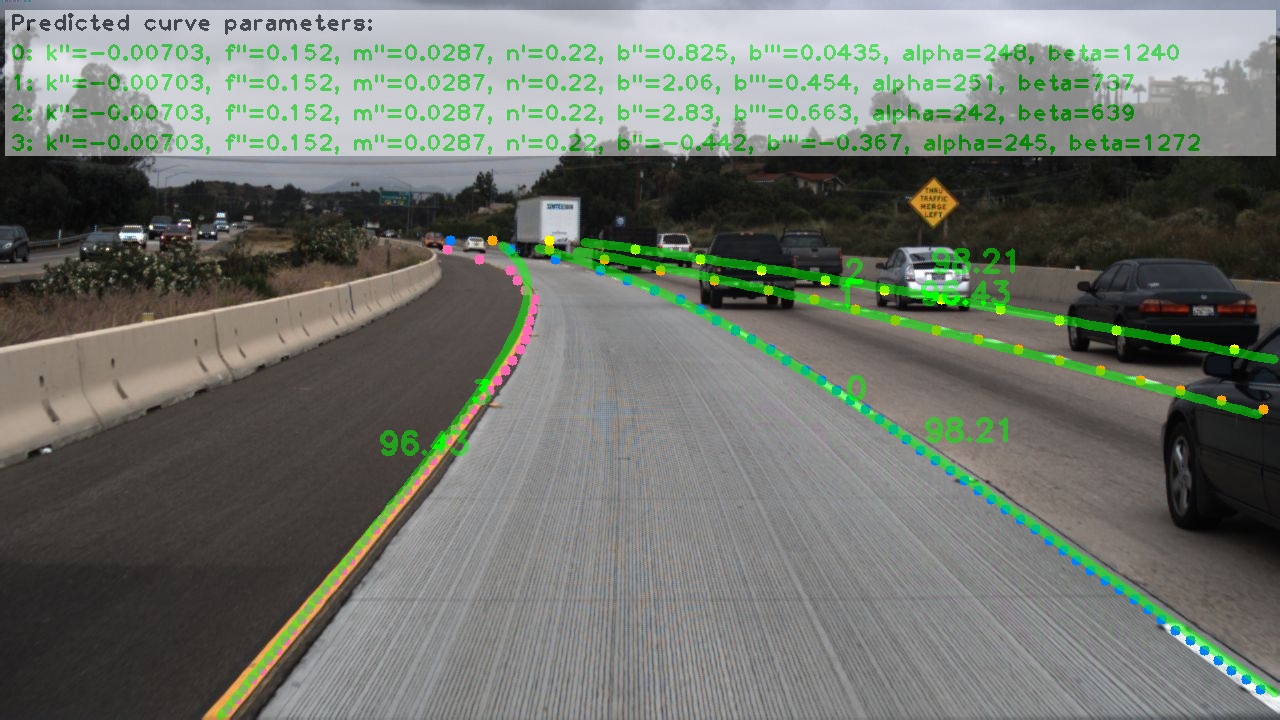 Predicted curve parameters:
0: k''=-0.00703, f''=0.152, m''=0.0287, n'=0.22, b''=0.825, b'''=0.0435, alpha=248, beta=1240
1: k''=-0.00703, f''=0.152, m''=0.0287, n'=0.22, b''=2.06, b'''=0.454, alpha=251, beta=737
2: k''=-0.00703, f''=0.152, m''=0.0287, n'=0.22, b''=2.83, b'''=0.663, alpha=242, beta=639
3: k''=-0.00703, f''=0.152, m''=0.0287, n'=0.22, b''=-0.442, b'''=-0.367, alpha=245, beta=1272
THRU
TRAFFIC
MERGE
LEFT
2
98.21
1
96.43
3
0
96.43
98.21